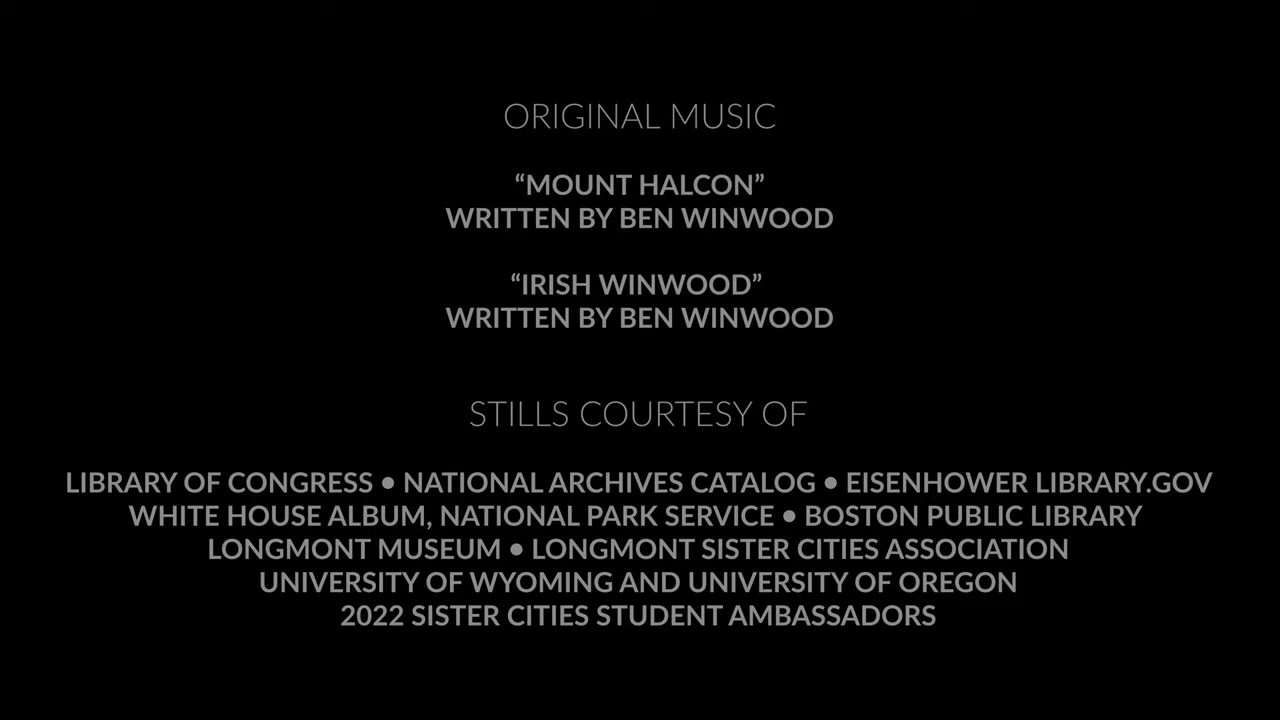 ORIGINAL MUSIC
“MOUNT HALCON”
WRITTEN BY BEN WINWOOD
“IRISH WINWOOD”
WRITTEN BY BEN WINWOOD
STILLS COURTESY OF
LIBRARY OF CONGRESS • NATIONAL ARCHIVES CATALOG • EISENHOWER LIBRARY.GOV
WHITE HOUSE ALBUM, NATIONAL PARK SERVICE • BOSTON PUBLIC LIBRARY
LONGMONT MUSEUM • LONGMONT SISTER CITIES ASSOCIATION
UNIVERSITY OF WYOMING AND UNIVERSITY OF OREGON
2022 SISTER CITIES STUDENT AMBASSADORS